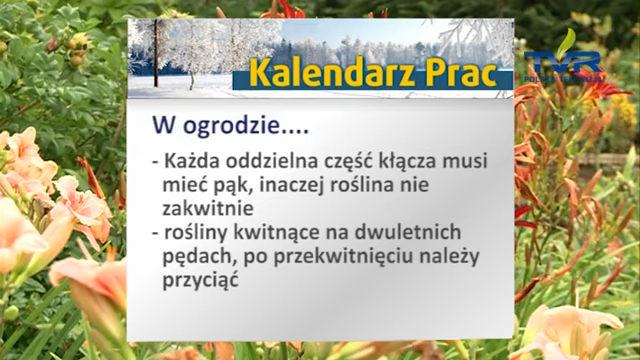 Kalendarz Prac
TVR
W ogrodzie....
- Każda oddzielna część kłącza musi
mieć pąk, inaczej roślina nie
zakwitnie
- rośliny kwitnące na dwuletnich
pędach, po przekwitnięciu należy
przyciąć